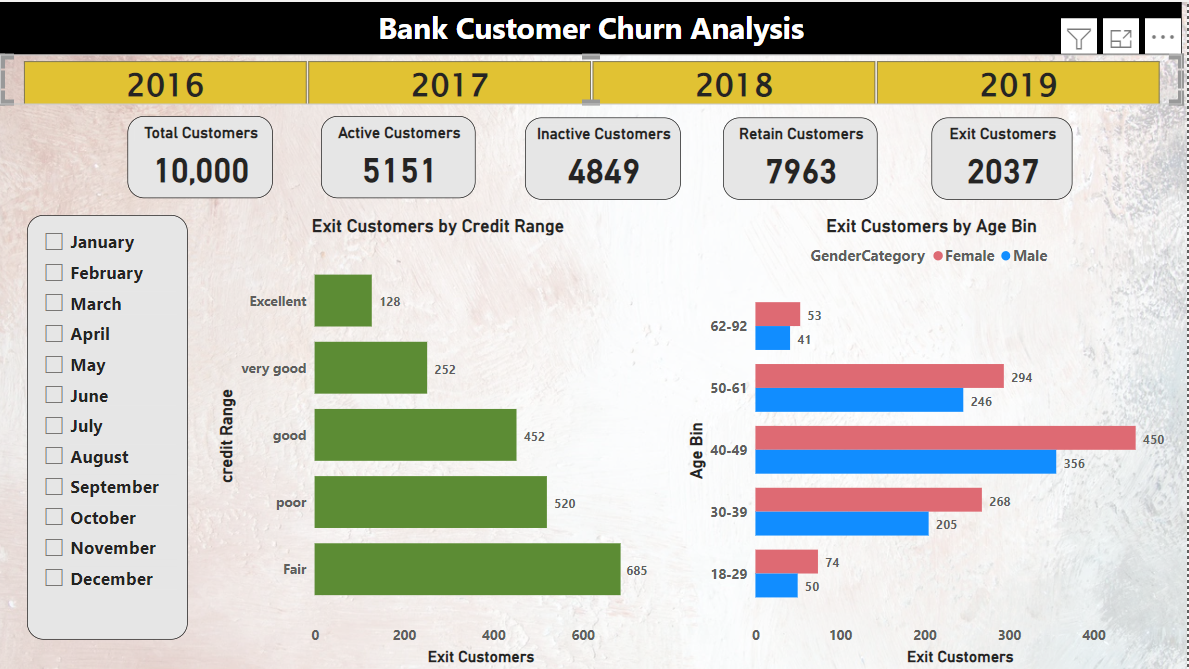 Bank Customer Churn Analysis
2016 2017 2018 2019
Total Customers
10,000
Active Customers
5151
Inactive Customers
4849
Retain Customers
7963
Exit Customers
2037
January
February
March
April
May
June
July
August
September
October
November
December
Exit Customers by Credit Range
credit Range
Excellent 128
very good 252
good 452
poor 520
Fair 685
0 200 400 600
Exit Customers
Exit Customers by Age Bin
GenderCategory Female Male
Age Bin
62-92 53
41
50-61 294
246
40-49 450
356
30-39 268
205
18-29 74
50
0 100 200 300 400
Exit Customers